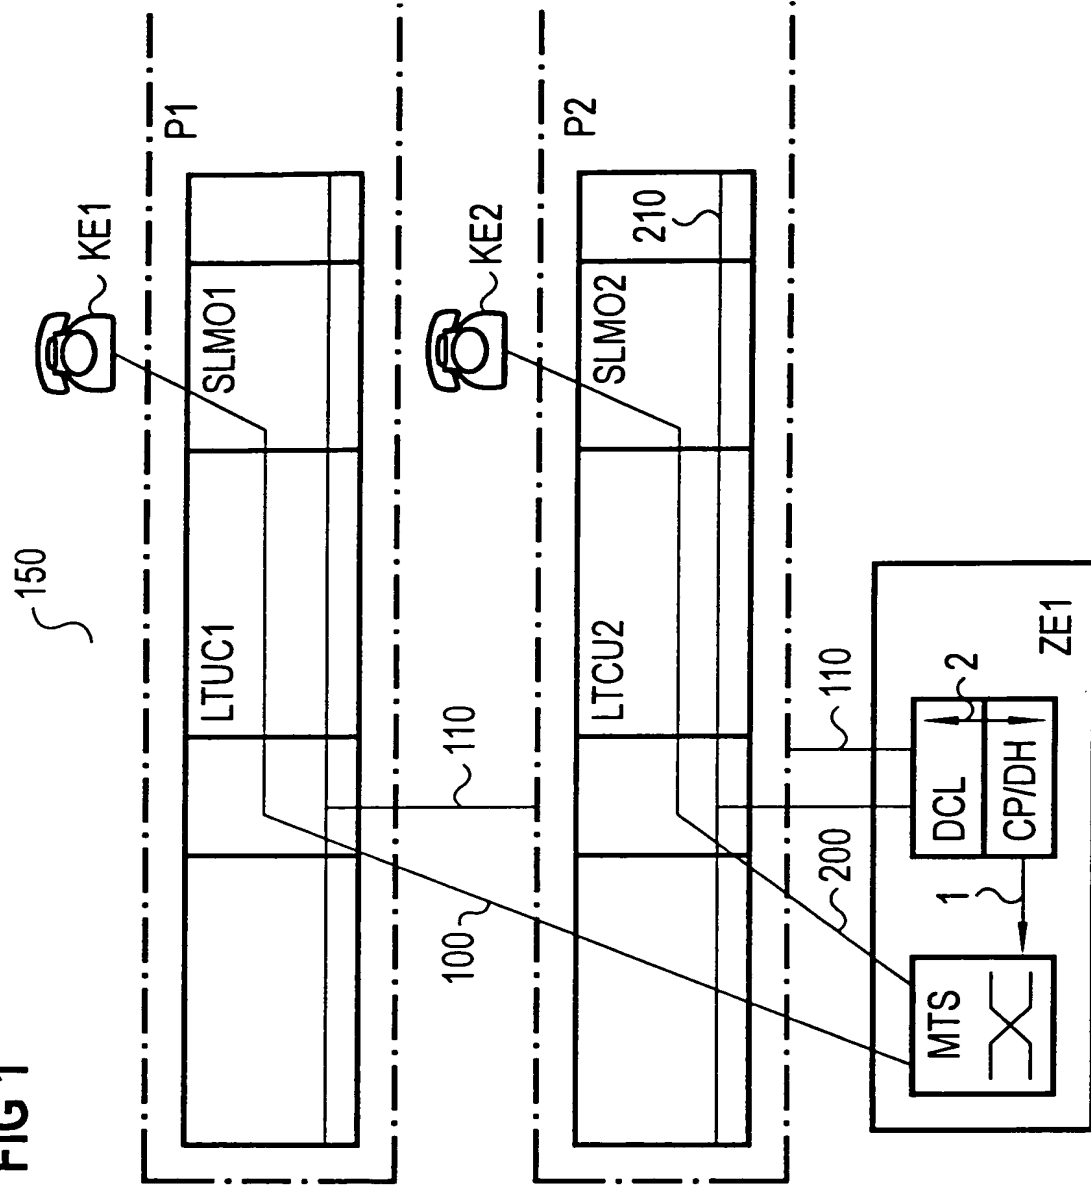 FIG 1
150
KE1
P1
SLMO1
LTUC1
110
100
KE2
P2
SLMO2
210
LTCU2
110
200
ZE1
DCL
2
CP/DH
1
MTS